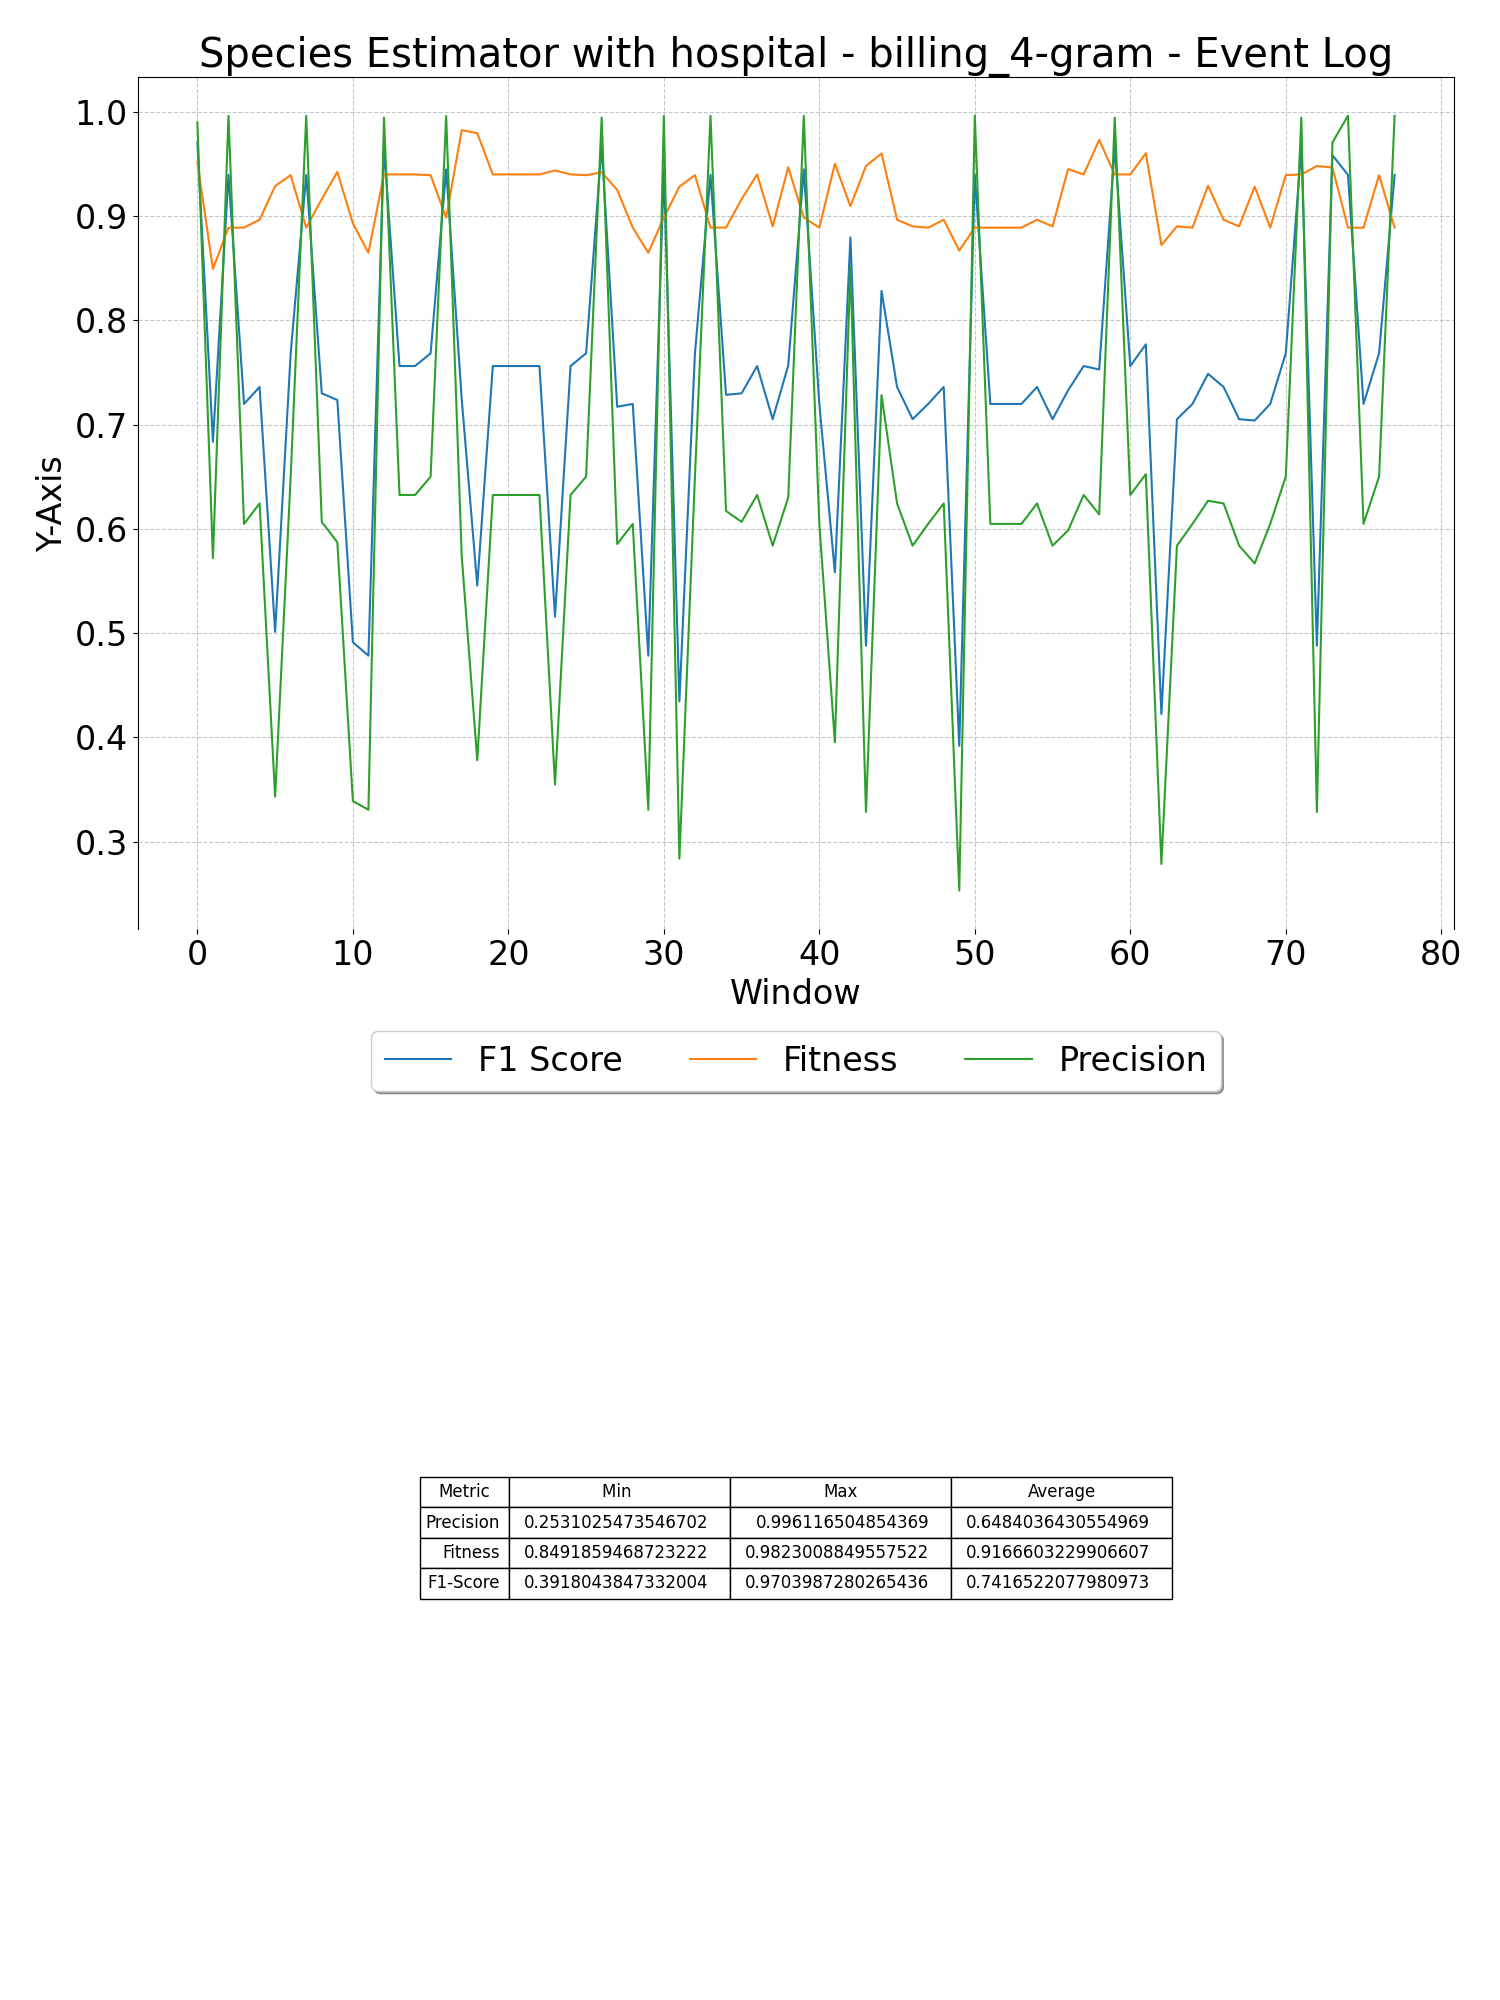 Species Estimator with hospital - billing_4-gram - Event Log
1.0
0.9
0.8
0.7
0.6
0.5
0.4
0.3
Y-Axis
0 10 20 30 40 50 60 70 80
Window
F1 Score Fitness Precision
Metric Min Max Average
Precision 0.2531025473546702 0.996116504854369 0.6484036430554969
Fitness 0.8491859468723222 0.9823008849557522 0.9166603229906607
F1-Score 0.3918043847332004 0.9703987280265436 0.7416522077980973